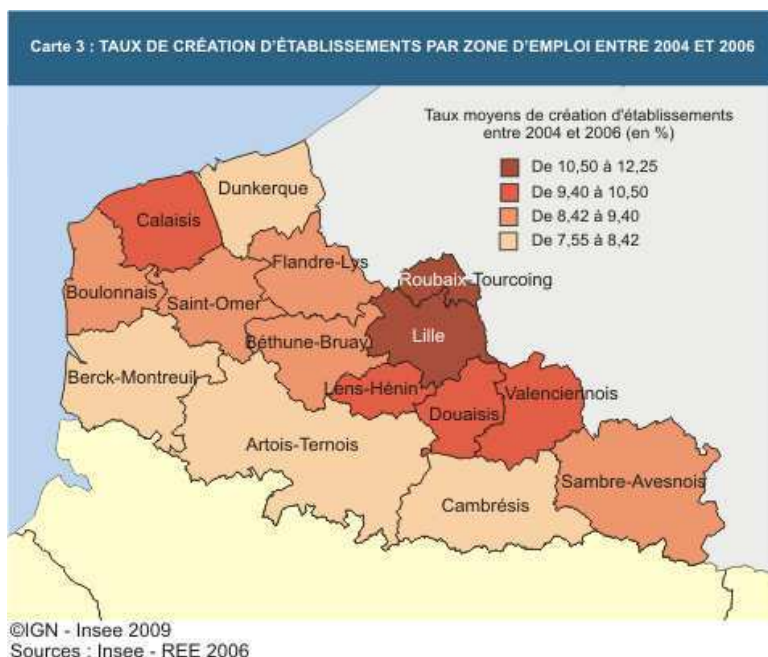 Carte 3 : TAUX DE CRÉATION D'ÉTABLISSEMENTS PAR ZONE D'EMPLOI ENTRE 2004 ET 2006
Taux moyens de création d'établissements
entre 2004 et 2006 (en %)
De 10,50 à 12,25
De 9,40 à 10,50
De 8,42 à 9,40
De 7,55 à 8,42
Dunkerque
Calaisis
Flandre-Lys
Roubaix-Tourcoing
Boulonnais
Saint-Omer
Lille
Béthune-Bruay
Berck-Montreuil
Lens-Hénin
Valenciennois
Douaisis
Artois-Ternois
Sambre-Avesnois
Cambrésis
©IGN - Insee 2009
Sources : Insee - REE 2006